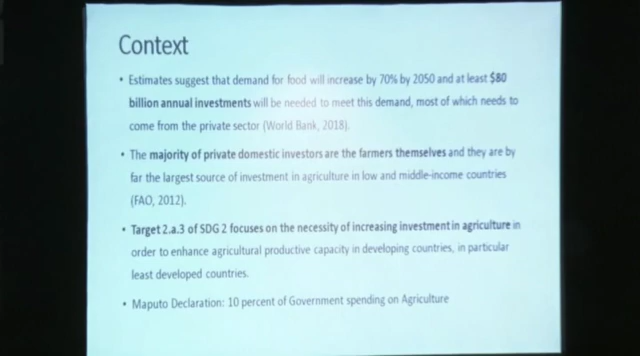 Context
• Estimates suggest that demand for food will increase by 70% by 2050 and at least $80
billion annual investments will be needed to meet this demand, most of which needs to
come from the private sector (World Bank, 2018).
• The majority of private domestic investors are the farmers themselves and they are by
far the largest source of investment in agriculture in low and middle-income countries
(FAO, 2012).
• Target 2.a.3 of SDG 2 focuses on the necessity of increasing investment in agriculture in
order to enhance agricultural productive capacity in developing countries, in particular
least developed countries.
• Maputo Declaration: 10 percent of Government spending on Agriculture